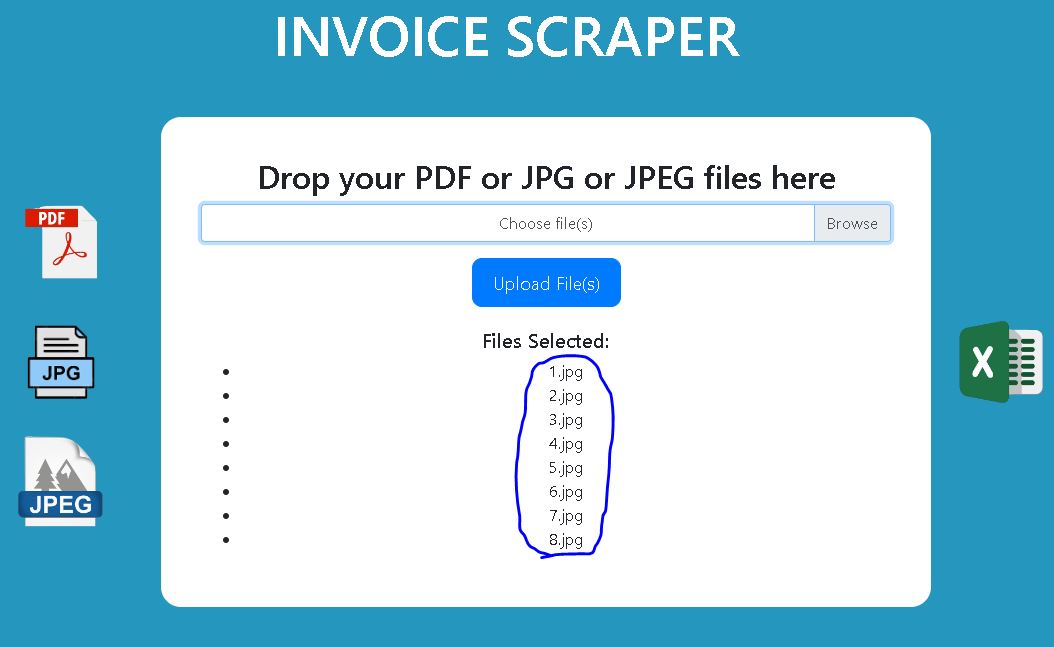 INVOICE SCRAPER
Drop your PDF or JPG or JPEG files here
Choose file(s) Browse
Upload File(s)
Files Selected:
1.jpg
2.jpg
3.jpg
4.jpg
5.jpg
6.jpg
7.jpg
8.jpg
PDF
JPG
JPEG
X